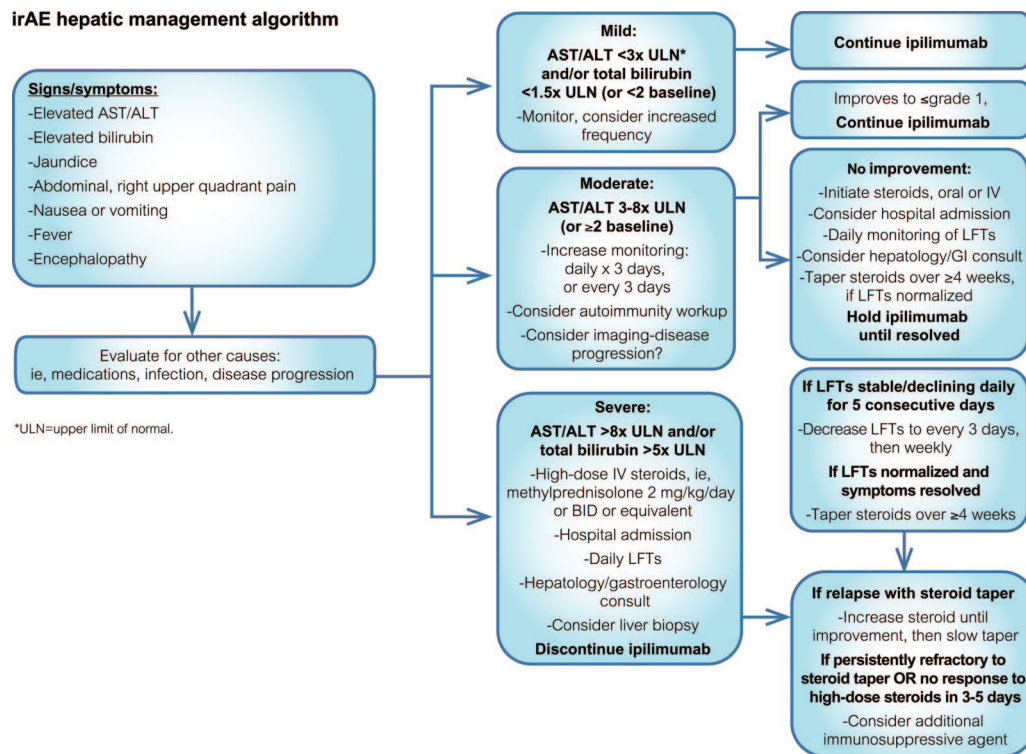 irAE hepatic management algorithm
Signs/symptoms:
-Elevated AST/ALT
-Elevated bilirubin
-Jaundice
-Abdominal, right upper quadrant pain
-Nausea or vomiting
-Fever
-Encephalopathy
Evaluate for other causes:
ie, medications, infection, disease progression
*ULN=upper limit of normal.
Mild:
AST/ALT <3x ULN*
and/or total bilirubin
<1.5x ULN (or <2 baseline)
-Monitor, consider increased
frequency
Moderate:
AST/ALT 3-8x ULN
(or ≥2 baseline)
-Increase monitoring:
daily x 3 days,
or every 3 days
-Consider autoimmunity workup
-Consider imaging-disease
progression?
Severe:
AST/ALT >8x ULN and/or
total bilirubin >5x ULN
-High-dose IV steroids, ie,
methylprednisolone 2 mg/kg/day
or BID or equivalent
-Hospital admission
-Daily LFTs
-Hepatology/gastroenterology
consult
-Consider liver biopsy
Discontinue ipilimumab
Continue ipilimumab
Improves to ≤grade 1,
Continue ipilimumab
No improvement:
-Initiate steroids, oral or IV
-Consider hospital admission
-Daily monitoring of LFTs
-Consider hepatology/GI consult
-Taper steroids over ≥4 weeks,
if LFTs normalized
Hold ipilimumab
until resolved
If LFTs stable/declining daily
for 5 consecutive days
-Decrease LFTs to every 3 days,
then weekly
If LFTs normalized and
symptoms resolved
-Taper steroids over ≥4 weeks
If relapse with steroid taper
-Increase steroid until
improvement, then slow taper
If persistently refractory to
steroid taper OR no response to
high-dose steroids in 3-5 days
-Consider additional
immunosuppressive agent